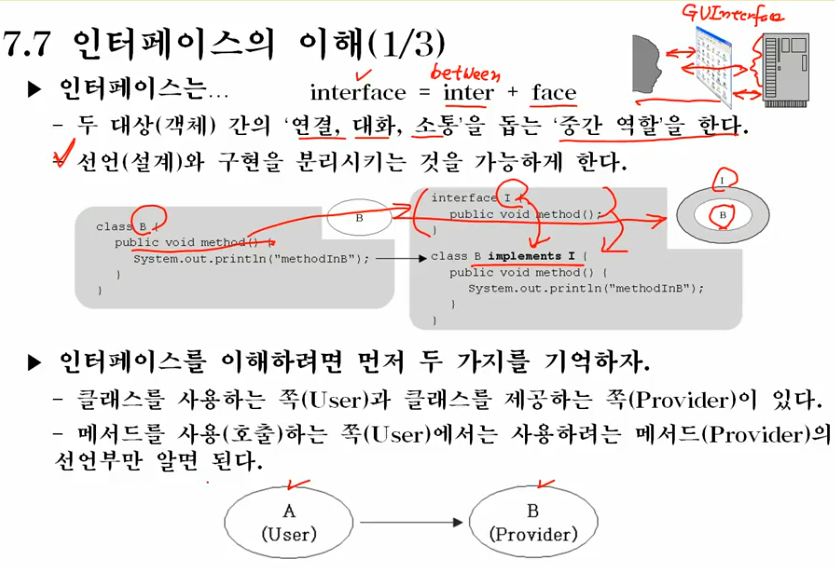 GUInterface
7.7 인터페이스의 이해(1/3)
between
▶ 인터페이스는... interface = inter + face
- 두 대상(객체) 간의 '연결, 대화, 소통'을 돕는 '중간 역할'을 한다.
- 선언(설계)와 구현을 분리시키는 것을 가능하게 한다.
class B {
public void method() {
System.out.println("methodInB");
}
}
B
interface I {
public void method();
}
class B implements I {
public void method() {
System.out.println("methodInB");
}
}
I
B
▶ 인터페이스를 이해하려면 먼저 두 가지를 기억하자.
- 클래스를 사용하는 쪽(User)과 클래스를 제공하는 쪽(Provider)이 있다.
- 메서드를 사용(호출)하는 쪽(User)에서는 사용하려는 메서드(Provider)의
선언부만 알면 된다.
A
(User)
B
(Provider)